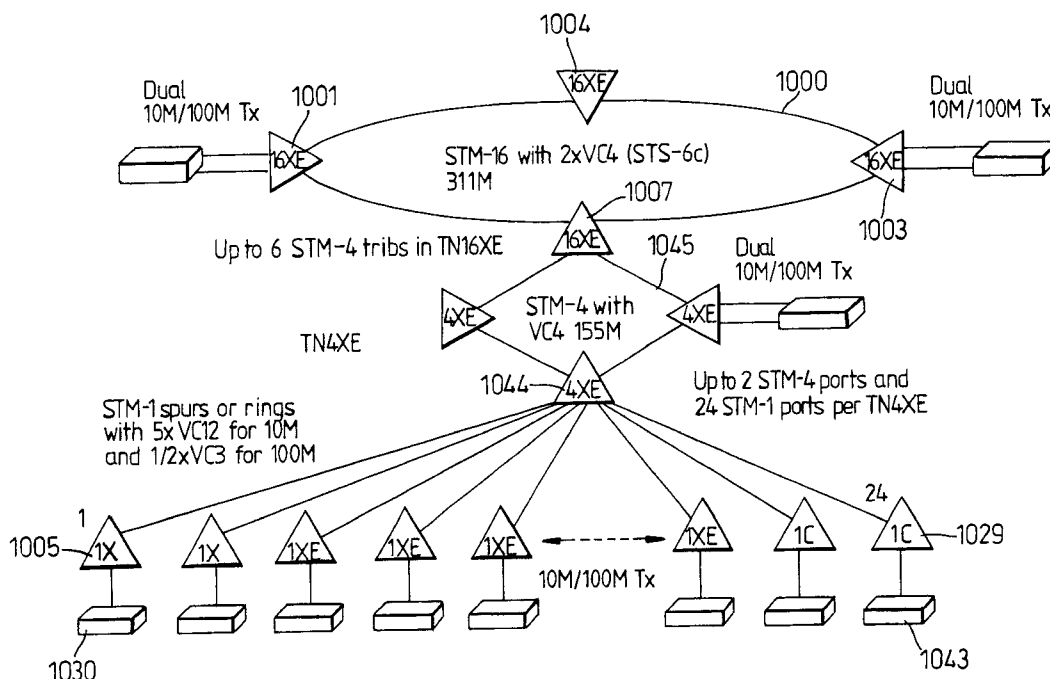 1004
16XE
1000
Dual
10M/100M Tx
1001
Dual
10M/100M Tx
16XE
STM-16 with 2xVC4 (STS-6c)
311M
16XE
1007
1003
16XE
Up to 6 STM-4 tribs in TN16XE
1045
Dual
10M/100M Tx
4XE
STM-4 with
VC4 155M
4XE
TN4XE
1044
4XE
Up to 2 STM-4 ports and
24 STM-1 ports per TN4XE
STM-1 spurs or rings
with 5xVC12 for 10M
and 1/2xVC3 for 100M
1
24
1005
1X
1X
1XE
1XE
1XE
1XE
1C
1C
1029
10M/100M Tx
1030
1043